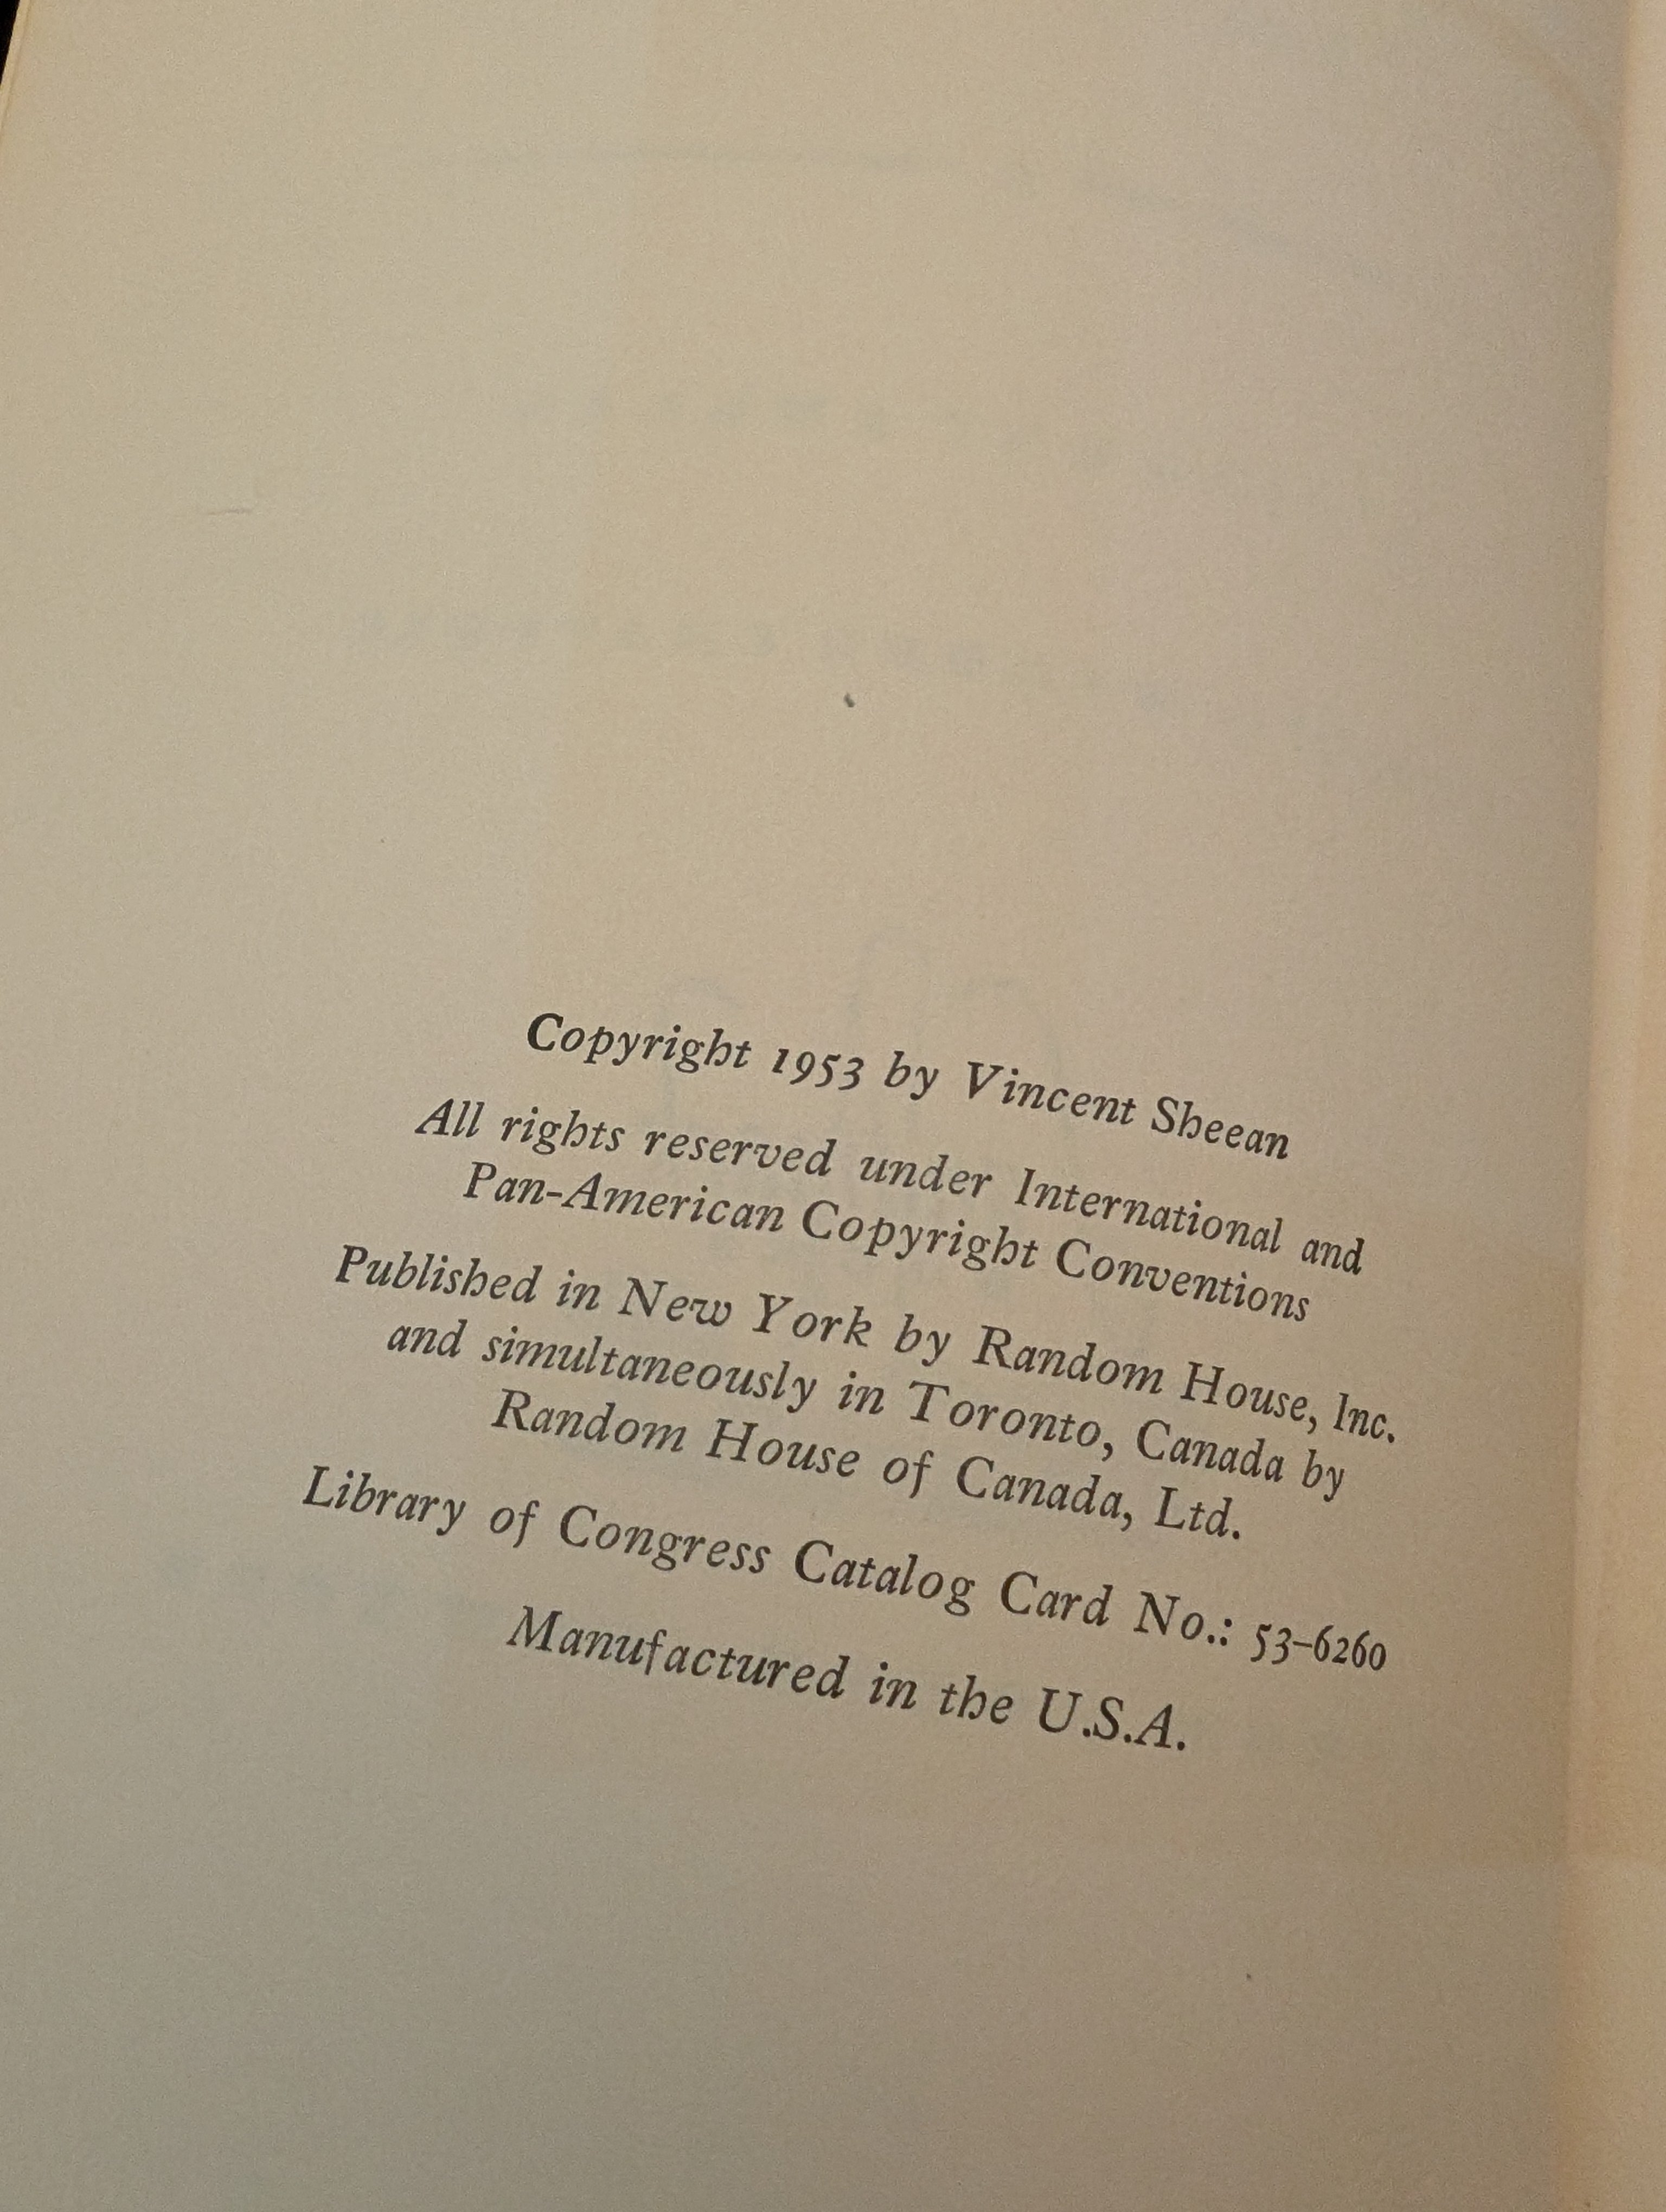 Copyright 1953 by Vincent Sheean
All rights reserved under International and
Pan-American Copyright Conventions
Published in New York by Random House, Inc.
and simultaneously in Toronto, Canada by
Random House of Canada, Ltd.
Library of Congress Catalog Card No.: 53-6260
Manufactured in the U.S.A.